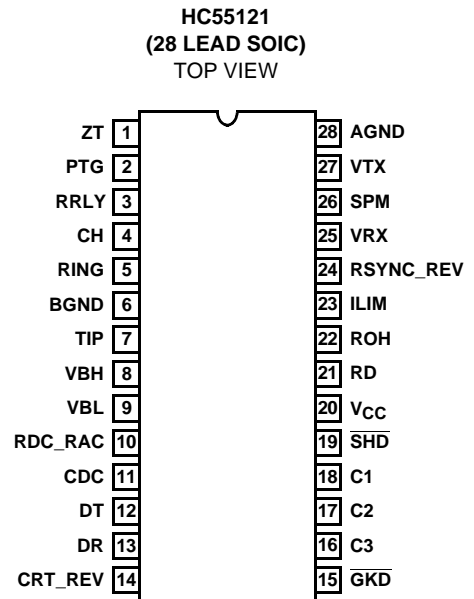 HC55121
(28 LEAD SOIC)
TOP VIEW
ZT 1 28 AGND
PTG 2 27 VTX
RRLY 3 26 SPM
CH 4 25 VRX
RING 5 24 RSYNC_REV
BGND 6 23 ILIM
TIP 7 22 ROH
VBH 8 21 RD
VBL 9 20 VCC
RDC_RAC 10 19 SHD
CDC 11 18 C1
DT 12 17 C2
DR 13 16 C3
CRT_REV 14 15 GKD